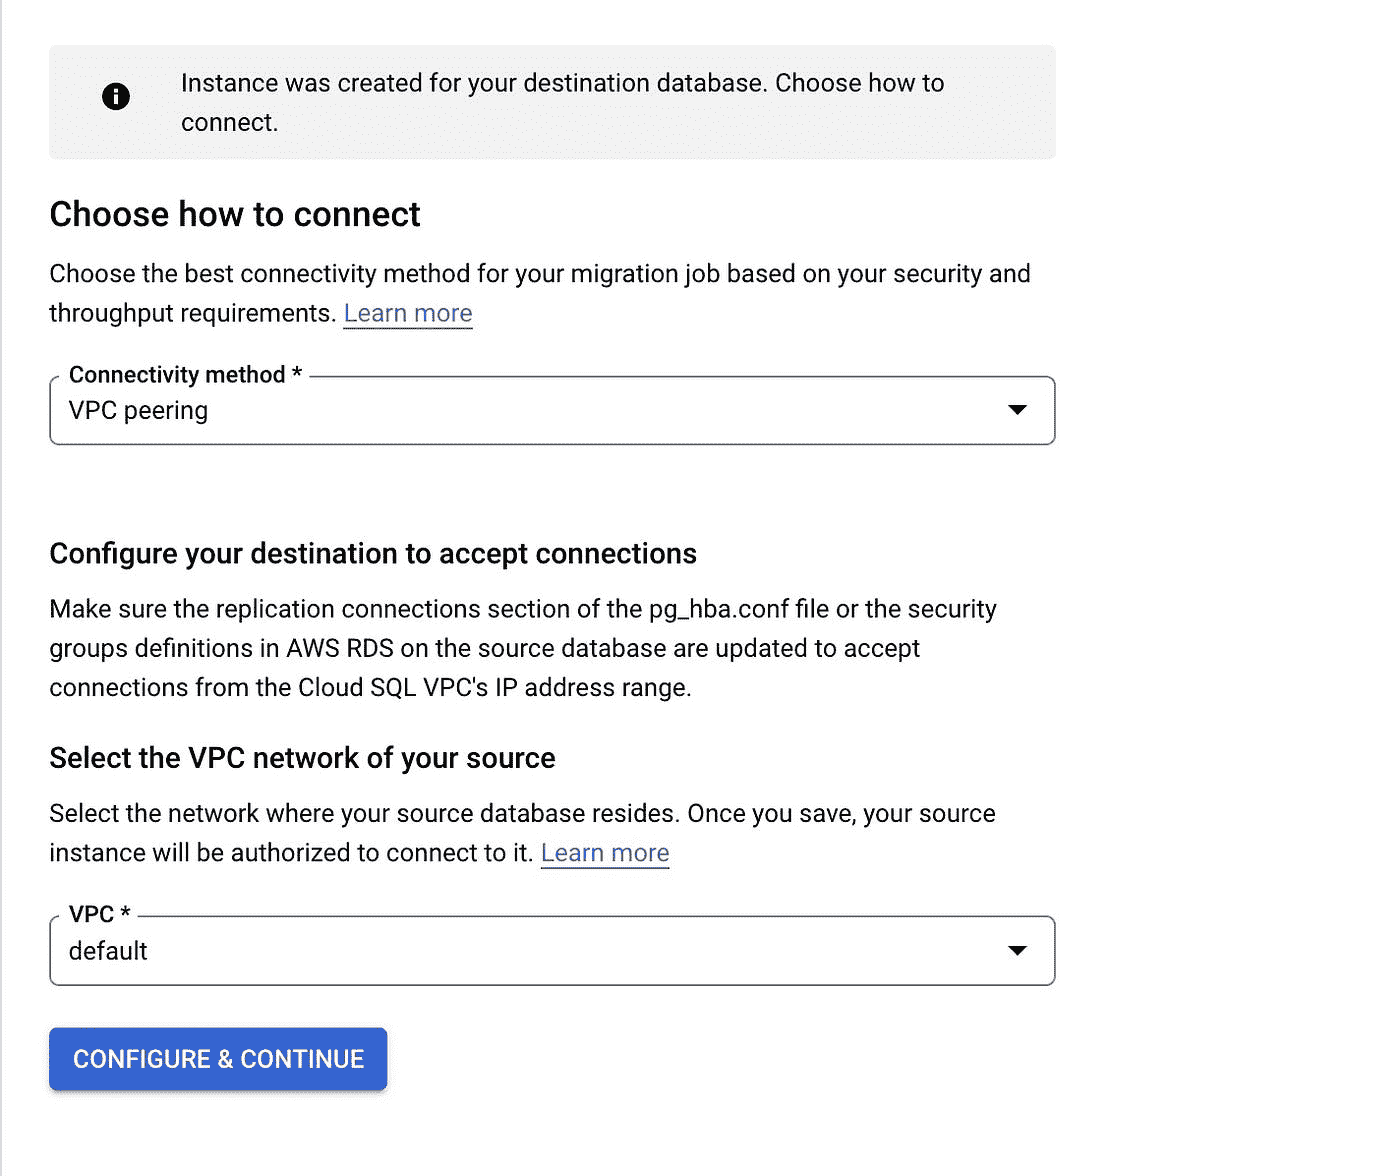 Instance was created for your destination database. Choose how to
connect.
Choose how to connect
Choose the best connectivity method for your migration job based on your security and
throughput requirements. Learn more
Connectivity method *
VPC peering
Configure your destination to accept connections
Make sure the replication connections section of the pg_hba.conf file or the security
groups definitions in AWS RDS on the source database are updated to accept
connections from the Cloud SQL VPC's IP address range.
Select the VPC network of your source
Select the network where your source database resides. Once you save, your source
instance will be authorized to connect to it. Learn more
VPC *
default
CONFIGURE & CONTINUE